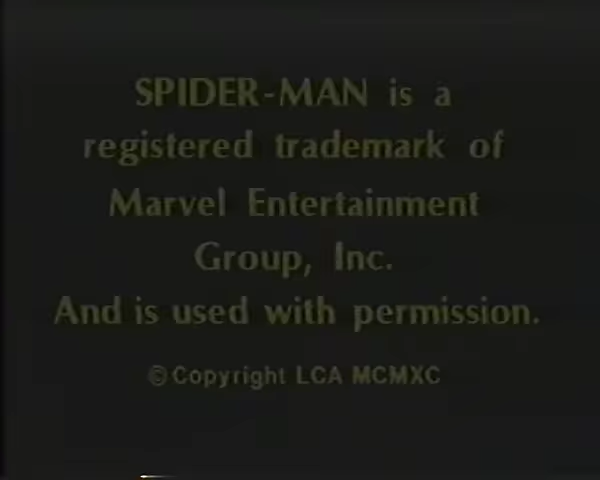 SPIDER-MAN is a
registered trademark of
Marvel Entertainment
Group, Inc.
And is used with permission.
©Copyright LCA MCMXC